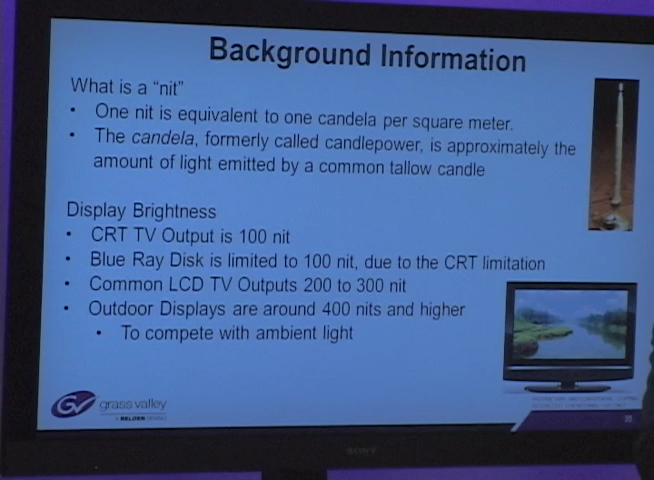 Background Information
What is a “nit”
• One nit is equivalent to one candela per square meter.
• The candela, formerly called candlepower, is approximately the
amount of light emitted by a common tallow candle
Display Brightness
• CRT TV Output is 100 nit
• Blue Ray Disk is limited to 100 nit, due to the CRT limitation
• Common LCD TV Outputs 200 to 300 nit
• Outdoor Displays are around 400 nits and higher
• To compete with ambient light
GV grass valley
A BELDEN BRAND
SONY